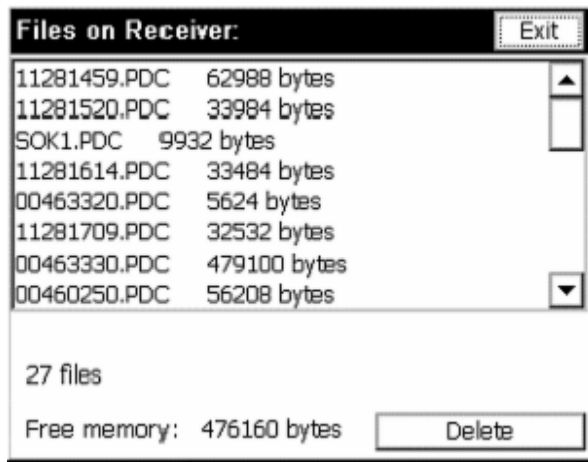 Files on Receiver: Exit
11281459.PDC 62988 bytes
11281520.PDC 33984 bytes
SOK1.PDC 9932 bytes
11281614.PDC 33484 bytes
00463320.PDC 5624 bytes
11281709.PDC 32532 bytes
00463330.PDC 479100 bytes
00460250.PDC 56208 bytes
27 files
Free memory: 476160 bytes Delete